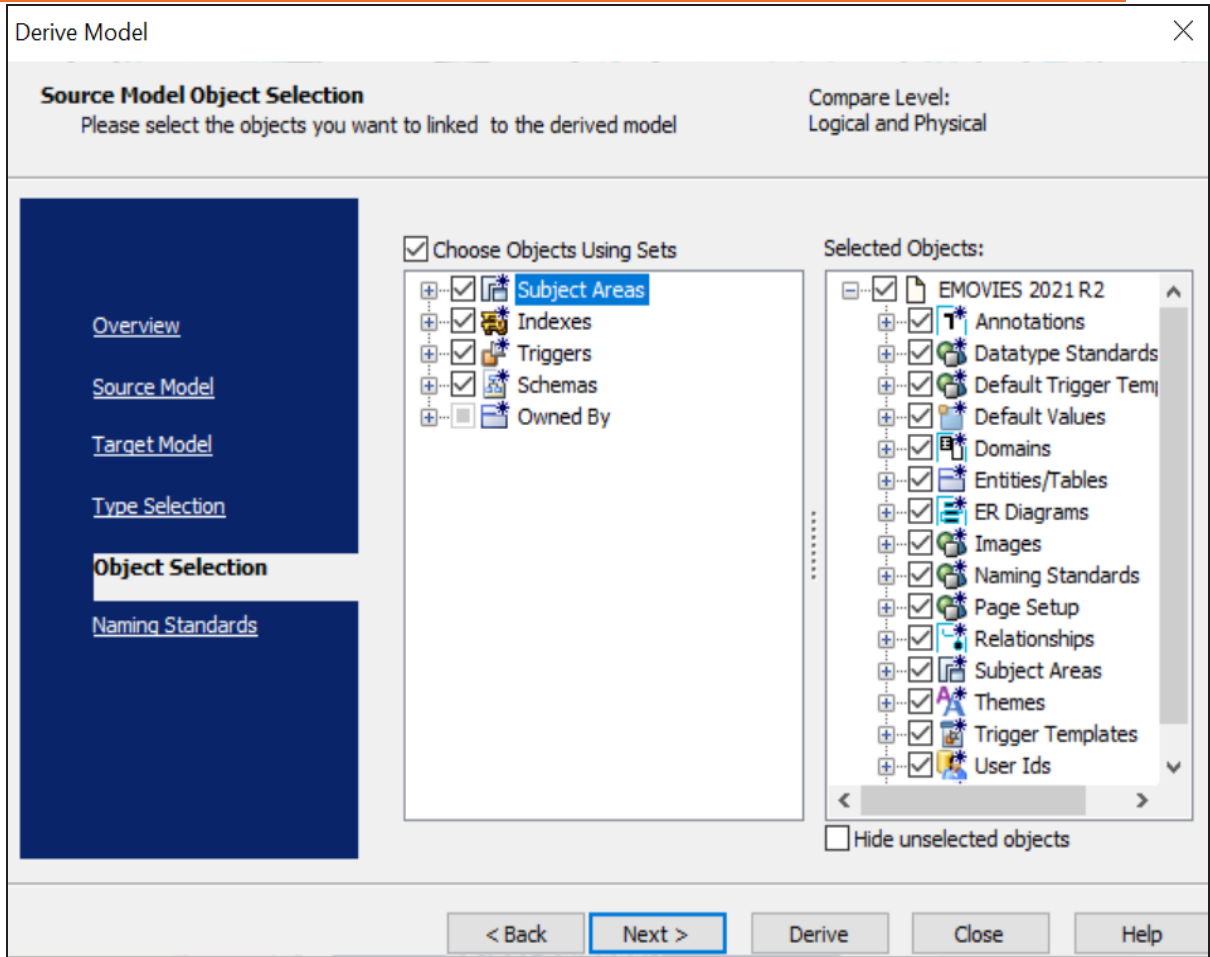 Derive Model
Source Model Object Selection
Please select the objects you want to linked to the derived model
Compare Level:
Logical and Physical
Overview
Source Model
Target Model
Type Selection
Object Selection
Naming Standards
Choose Objects Using Sets
Subject Areas
Indexes
Triggers
Schemas
Owned By
Selected Objects:
EMOVIES 2021 R2
Annotations
Datatype Standards
Default Trigger
Default Values
Domains
Entities/Tables
ER Diagrams
Images
Naming Standards
Page Setup
Relationships
Subject Areas
Themes
Trigger Templates
User Ids
Hide unselected objects
< Back
Next >
Derive
Close
Help